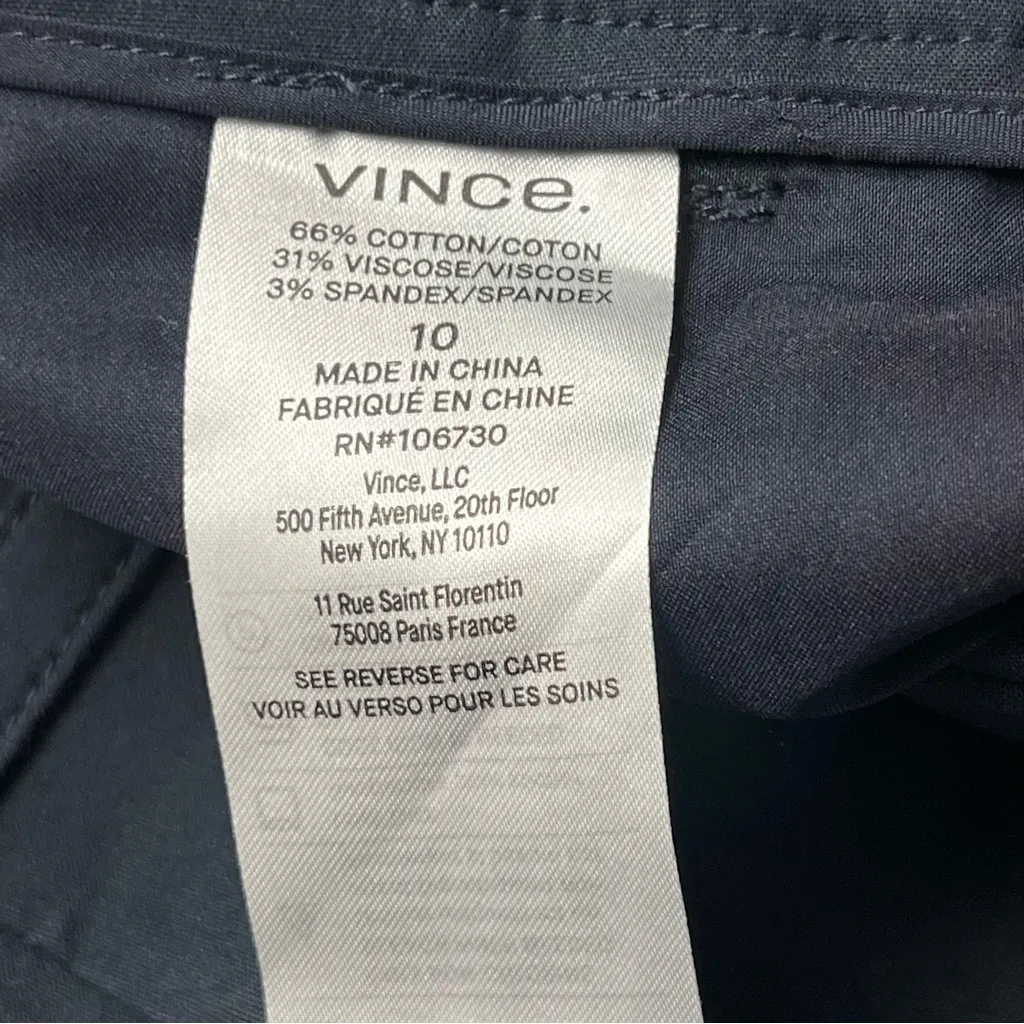 VINCe.
66% COTTON/COTON
31% VISCOSE/VISCOSE
3% SPANDEX/SPANDEX
10
MADE IN CHINA
FABRIQUÉ EN CHINE
RN#106730
Vince, LLC
500 Fifth Avenue, 20th Floor
New York, NY 10110
11 Rue Saint Florentin
75008 Paris France
SEE REVERSE FOR CARE
VOIR AU VERSO POUR LES SOINS